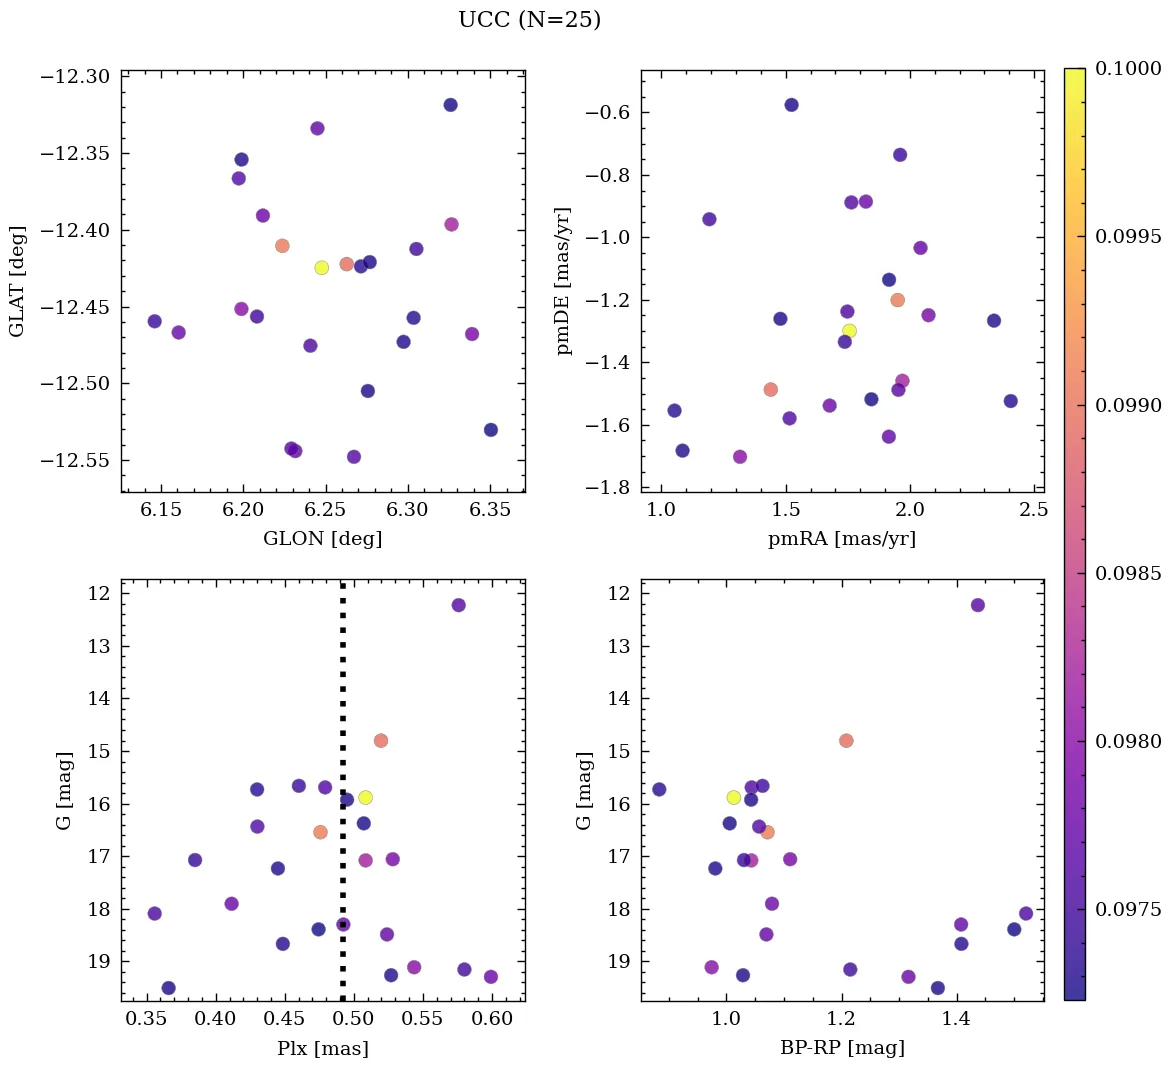 UCC (N=25)
−12.30
−12.35
−12.40
−12.45
−12.50
−12.55
GLAT [deg]
6.15 6.20 6.25 6.30 6.35
GLON [deg]
−0.6
−0.8
−1.0
−1.2
−1.4
−1.6
−1.8
pmDE [mas/yr]
1.0 1.5 2.0 2.5
pmRA [mas/yr]
12
13
14
15
16
17
18
19
G [mag]
0.35 0.40 0.45 0.50 0.55 0.60
Plx [mas]
12
13
14
15
16
17
18
19
G [mag]
1.0 1.2 1.4
BP-RP [mag]
0.1000
0.0995
0.0990
0.0985
0.0980
0.0975